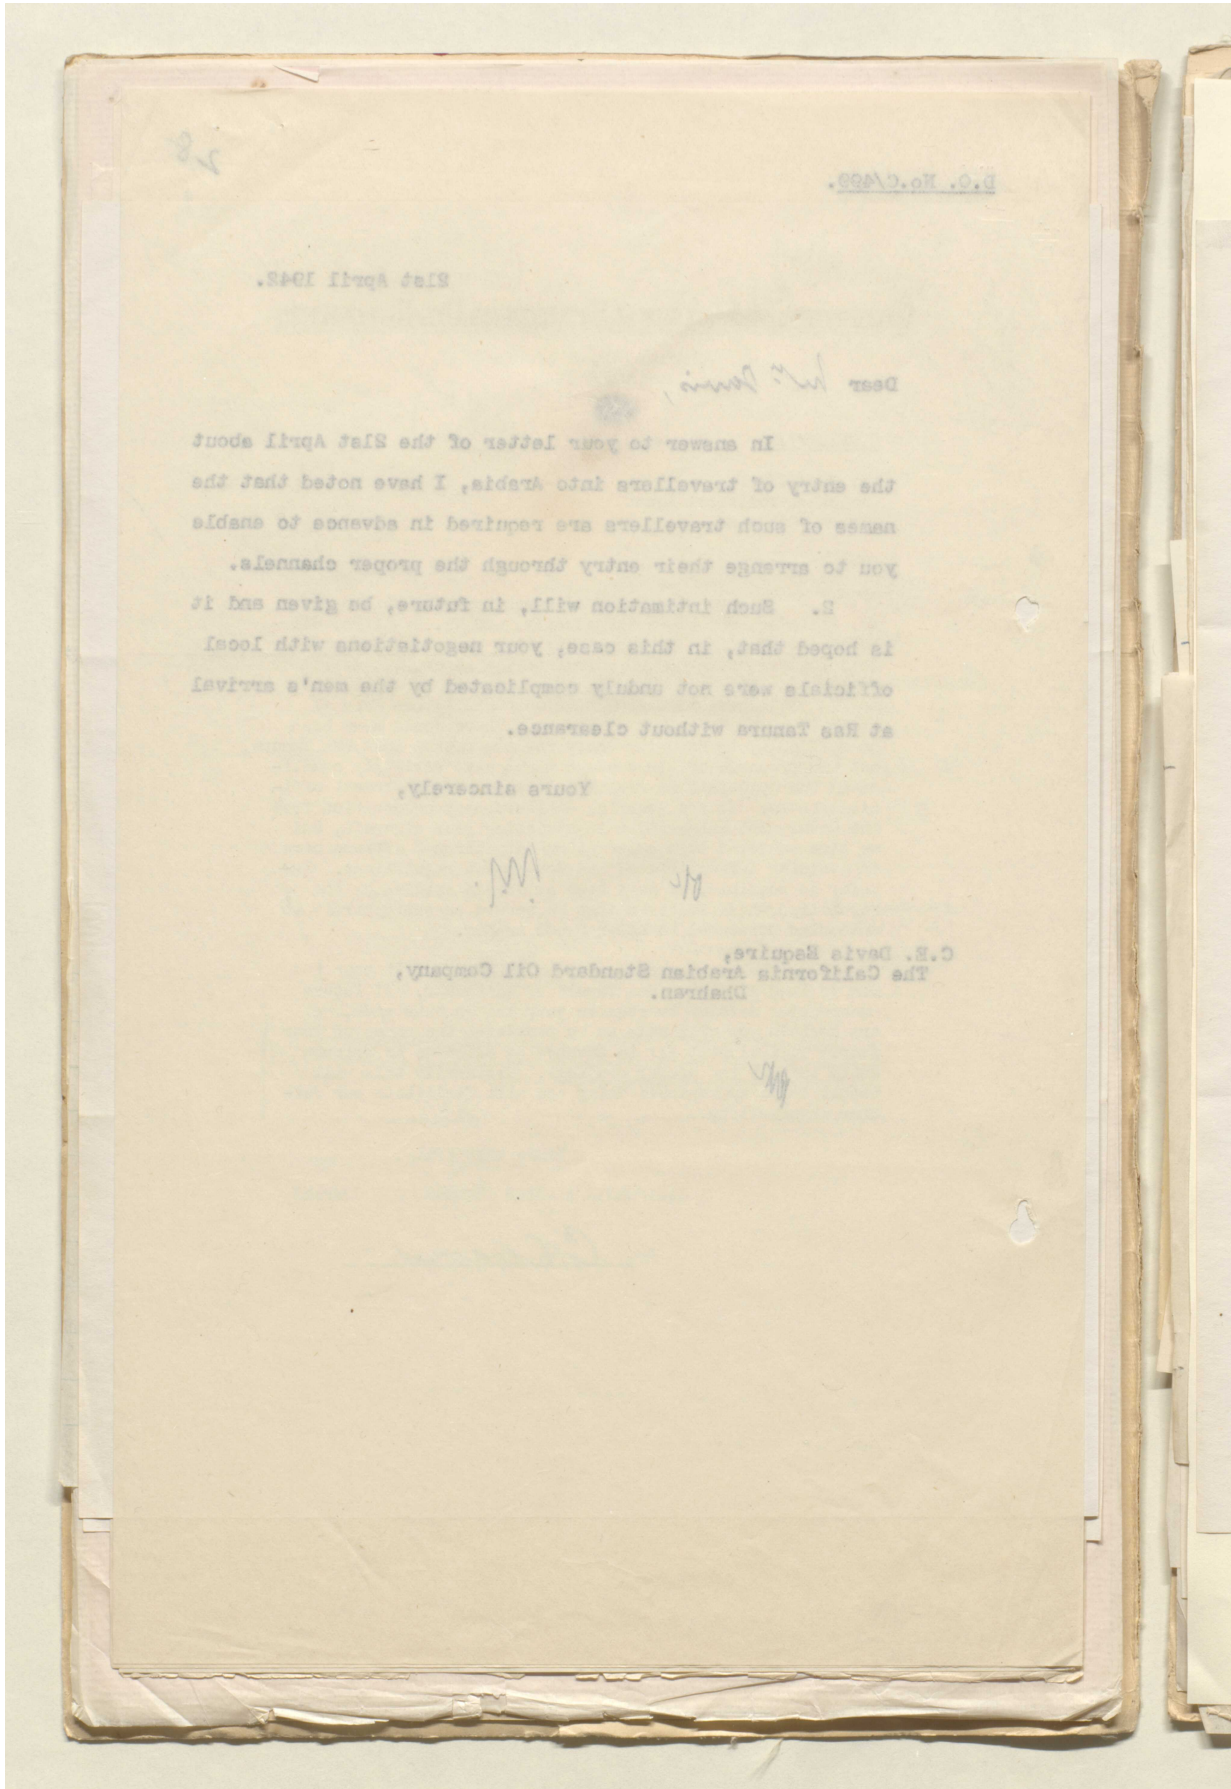 28
D.O. No.C/499.
21st April 1942.
Dear Mr. Davis,
In answer to your letter of the 21st April about
the entry of travellers into Arabia, I have noted that the
names of such travellers are required in advance to enable
you to arrange their entry through the proper channels.
2. Such intimation will, in future, be given and it
is hoped that, in this case, your negotiations with local
officials were not unduly complicated by the men's arrival
at Ras Tanura without clearance.
Yours sincerely,
C.E. Davis Esquire,
The California Arabian Standard Oil Company,
Dhahran.